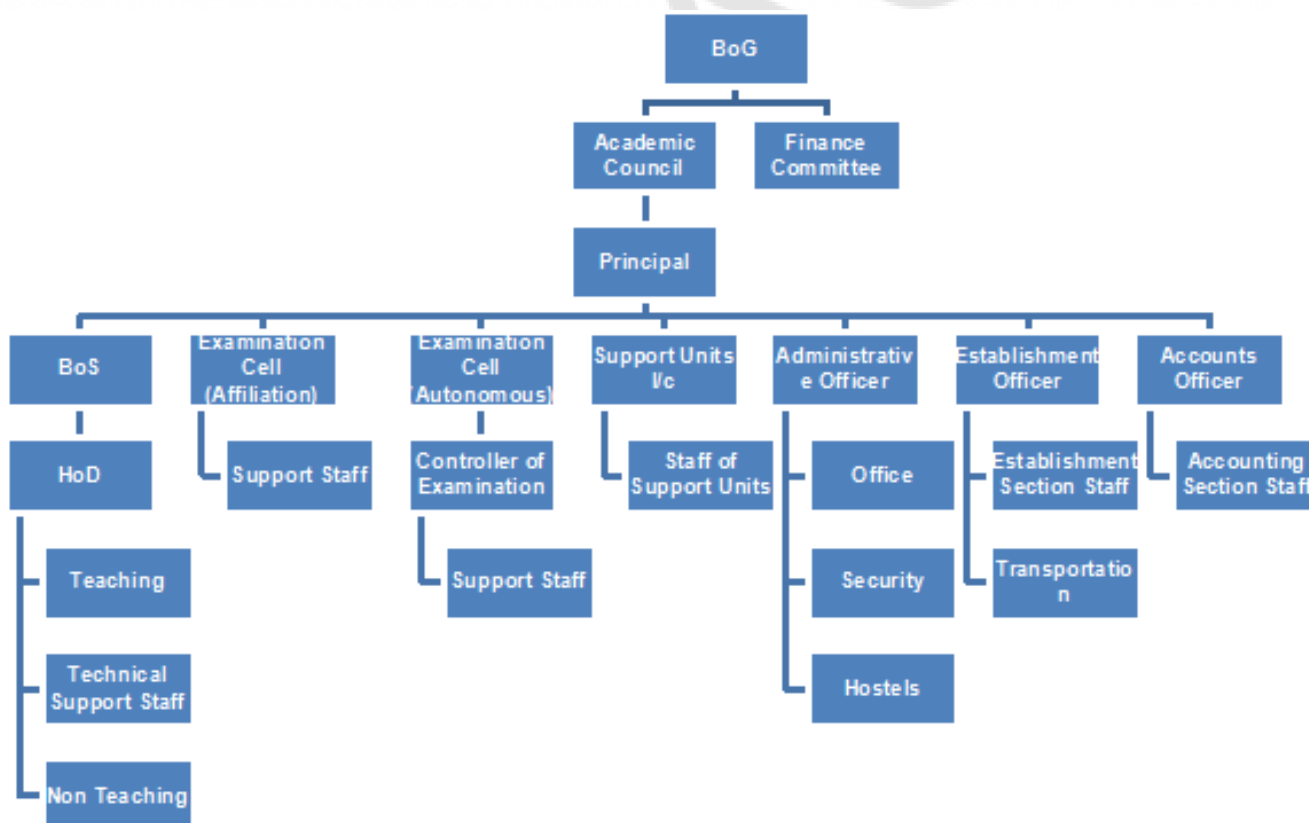 BoG
Academic
Council
Finance
Committee
Principal
BoS
Examination
Cell
(Affiliation)
Examination
Cell
(Autonomous)
Support Units
I/c
Administrativ
e Officer
Establishment
Officer
Accounts
Officer
HoD
Support Staff
Controller of
Examination
Staff of
Support Units
Office
Establishment
Section Staff
Accounting
Section Staff
Teaching
Support Staff
Security
Transportatio
n
Technical
Support Staff
Hostels
Non Teaching